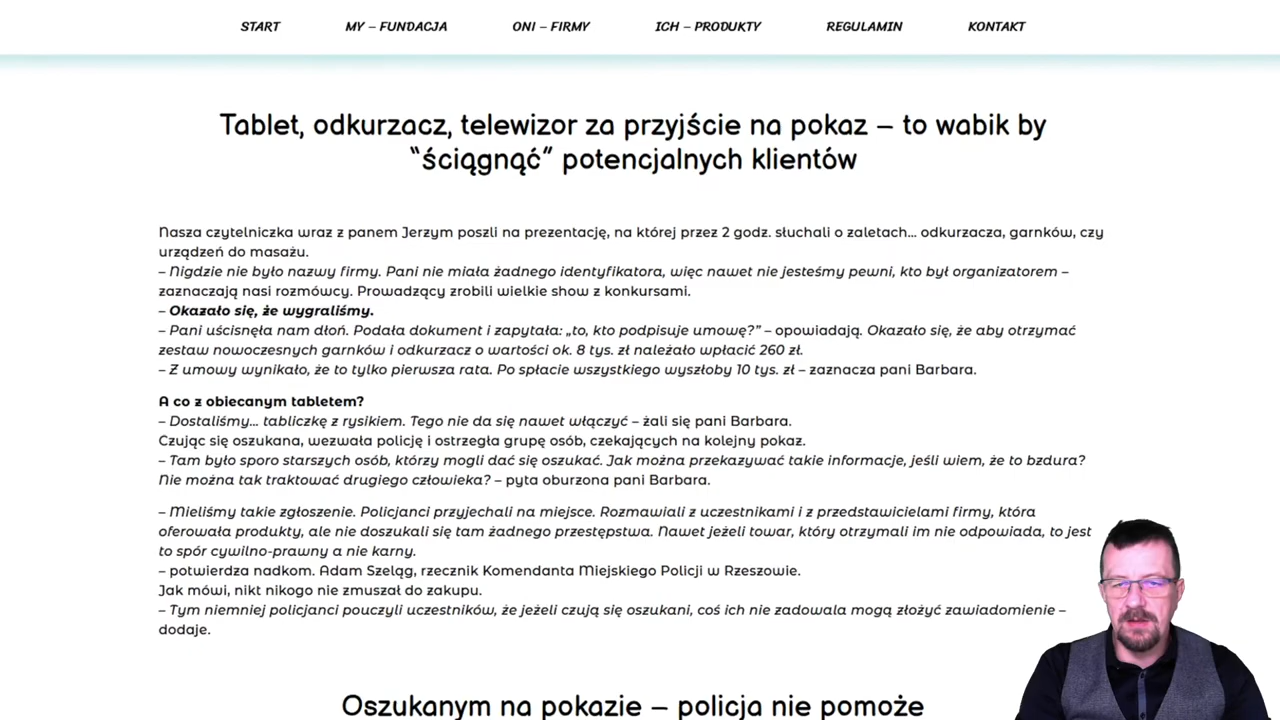 START MY – FUNDACJA ONI – FIRMY ICH – PRODUKTY REGULAMIN KONTAKT
Tablet, odkurzacz, telewizor za przyjście na pokaz – to wabik by
“ściągnąć” potencjalnych klientów
Nasza czytelniczka wraz z panem Jerzym poszli na prezentację, na której przez 2 godz. słuchali o zaletach… odkurzacza, garnków, czy
urządzeń do masażu.
– Nigdzie nie było nazwy firmy. Pani nie miała żadnego identyfikatora, więc nawet nie jesteśmy pewni, kto był organizatorem –
zaznaczają nasi rozmówcy. Prowadzący zrobili wielkie show z konkursami.
– Okazało się, że wygraliśmy.
– Pani uścisnęła nam dłoń. Podała dokument i zapytała: „to, kto podpisuje umowę?” – opowiadają. Okazało się, że aby otrzymać
zestaw nowoczesnych garnków i odkurzacz o wartości ok. 8 tys. zł należało wpłacić 260 zł.
– Z umowy wynikało, że to tylko pierwsza rata. Po spłacie wszystkiego wyszłoby 10 tys. zł – zaznacza pani Barbara.
A co z obiecanym tabletem?
– Dostaliśmy… tabliczkę z rysikiem. Tego nie da się nawet włączyć – żali się pani Barbara.
Czując się oszukana, wezwała policję i ostrzegła grupę osób, czekających na kolejny pokaz.
– Tam było sporo starszych osób, którzy mogli dać się oszukać. Jak można przekazywać takie informacje, jeśli wiem, że to bzdura?
Nie można tak traktować drugiego człowieka? – pyta oburzona pani Barbara.
– Mieliśmy takie zgłoszenie. Policjanci przyjechali na miejsce. Rozmawiali z uczestnikami i z przedstawicielami firmy, która
oferowała produkty, ale nie doszukali się tam żadnego przestępstwa. Nawet jeżeli towar, który otrzymali im nie odpowiada, to jest
to spór cywilno-prawny a nie karny.
– potwierdza nadkom. Adam Szeląg, rzecznik Komendanta Miejskiego Policji w Rzeszowie.
Jak mówi, nikt nikogo nie zmuszał do zakupu.
– Tym niemniej policjanci pouczyli uczestników, że jeżeli czują się oszukani, coś ich nie zadowala mogą złożyć zawiadomienie –
dodaje.
Oszukanym na pokazie – policja nie pomoże